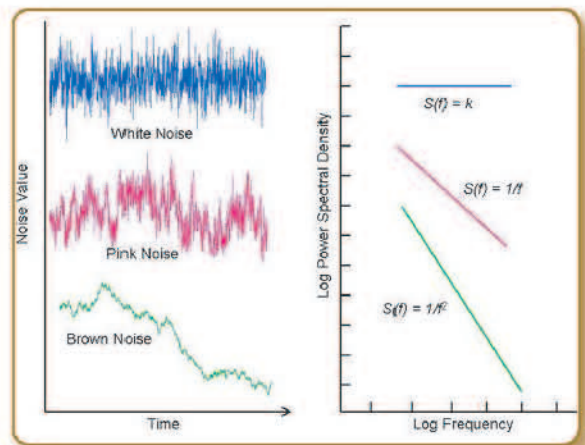 Noise Value
White Noise
Pink Noise
Brown Noise
Time
Log Power Spectral Density
S(f) = k
S(f) = 1/f
S(f) = 1/f²
Log Frequency